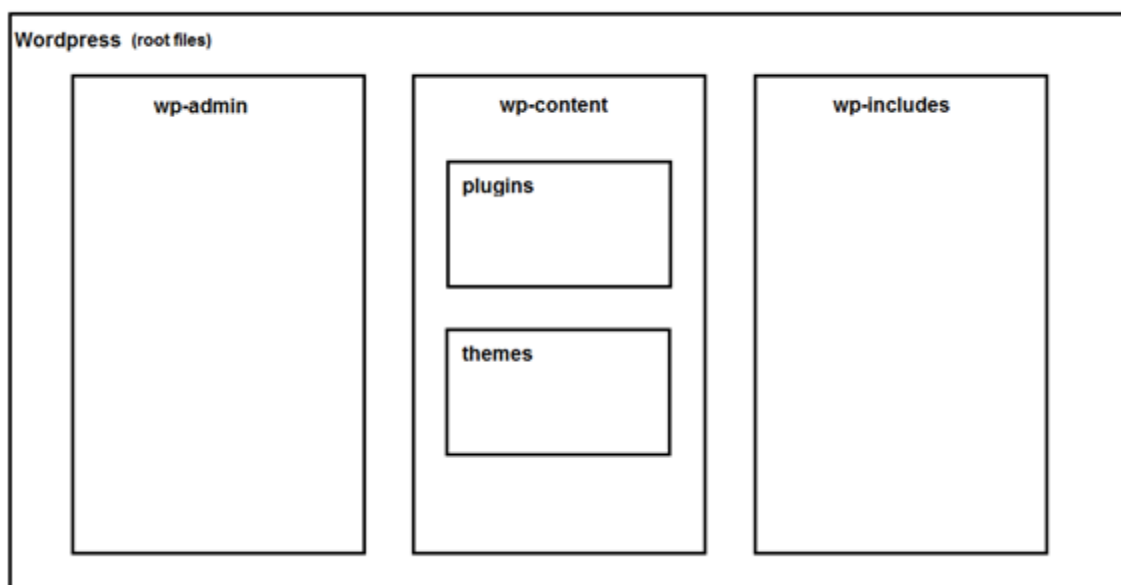 Wordpress (root files)
wp-admin
wp-content
wp-includes
plugins
themes